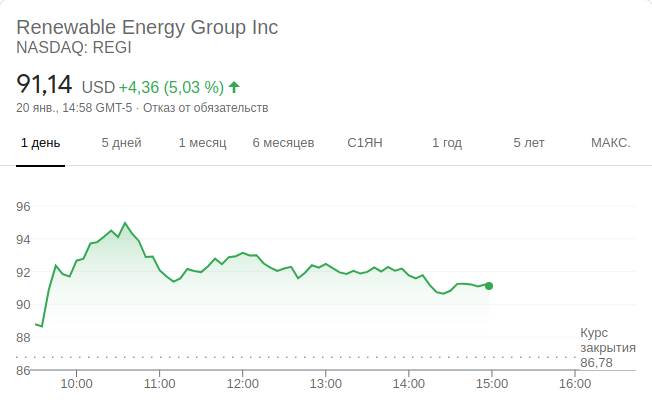 Renewable Energy Group Inc
NASDAQ: REGI
91,14 USD +4,36 (5,03 %)
20 янв., 14:58 GMT-5 · Отказ от обязательств
1 день 5 дней 1 месяц 6 месяцев С1ЯН 1 год 5 лет МАКС.
96
94
92
90
88
Курс
закрытия
86,78
86
10:00 11:00 12:00 13:00 14:00 15:00 16:00